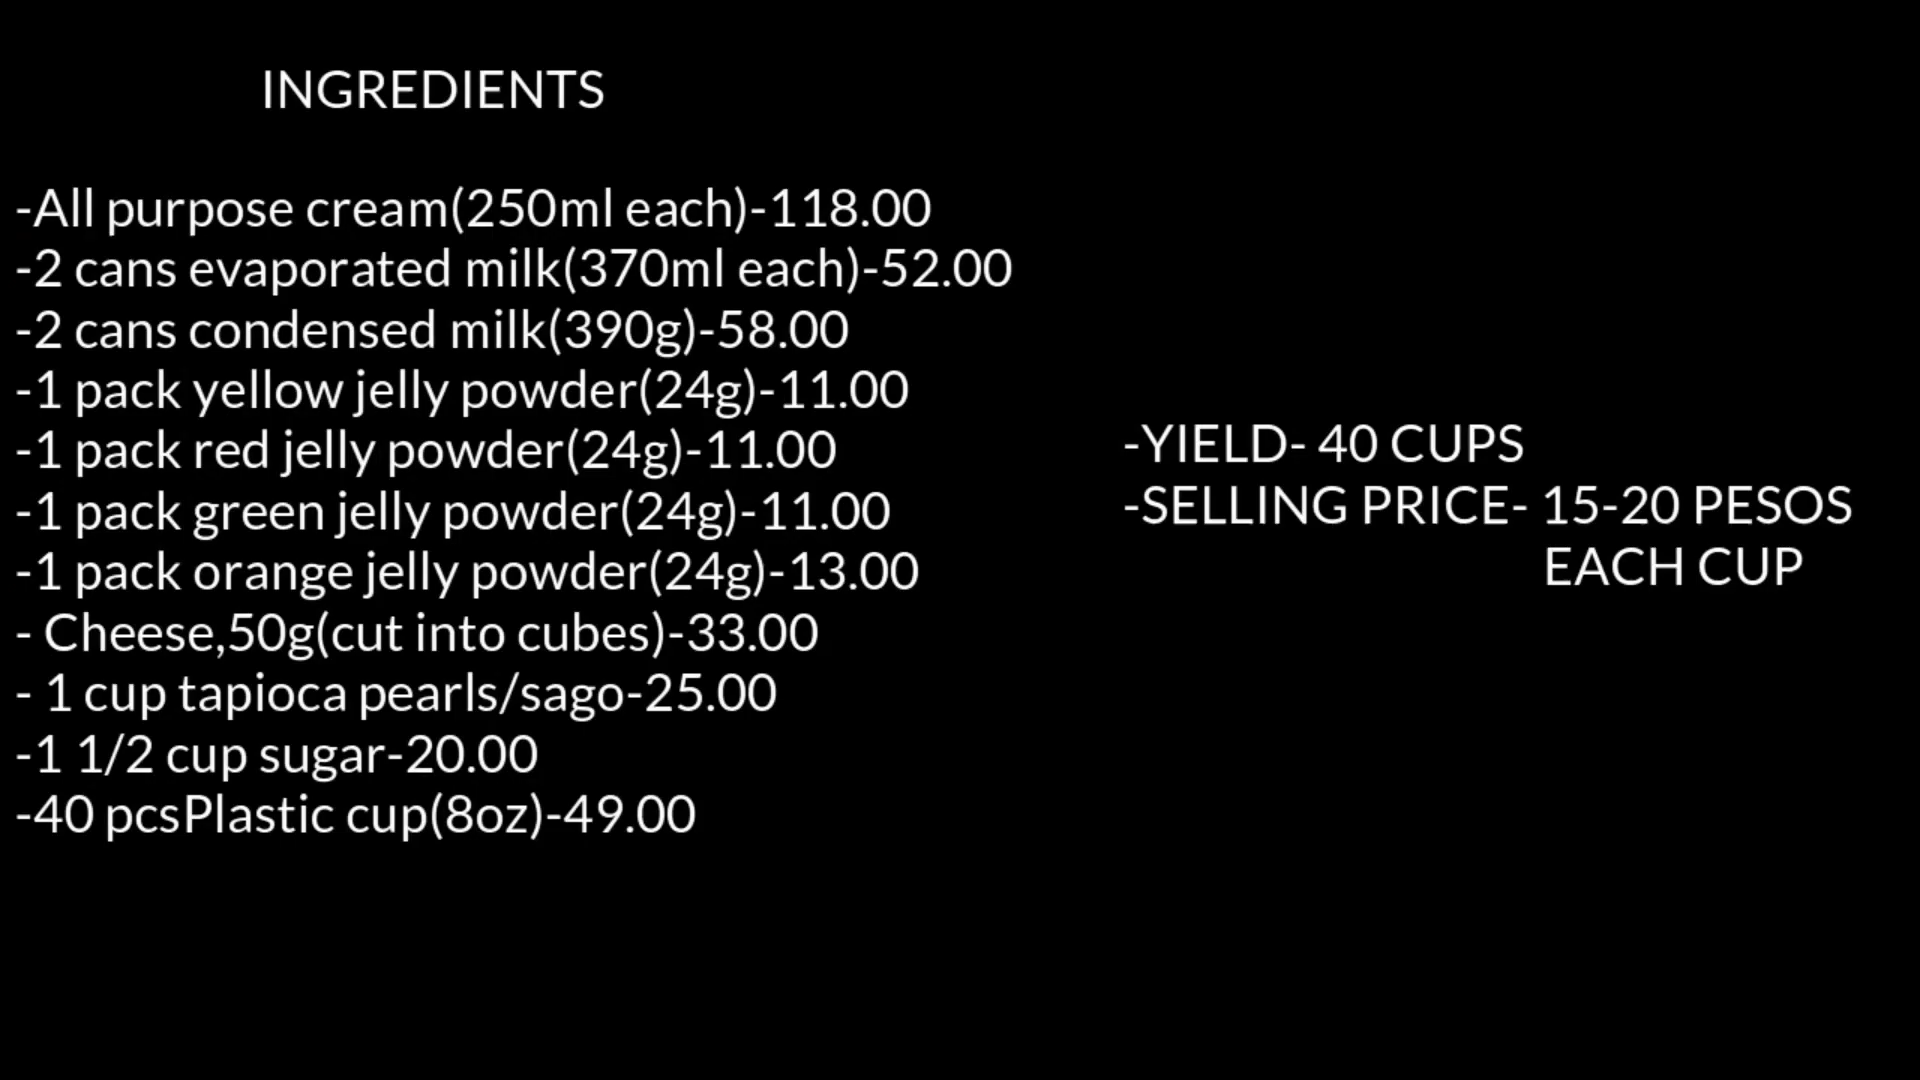 INGREDIENTS
-All purpose cream(250ml each)-118.00
-2 cans evaporated milk(370ml each)-52.00
-2 cans condensed milk(390g)-58.00
-1 pack yellow jelly powder(24g)-11.00
-1 pack red jelly powder(24g)-11.00
-1 pack green jelly powder(24g)-11.00
-1 pack orange jelly powder(24g)-13.00
- Cheese,50g(cut into cubes)-33.00
- 1 cup tapioca pearls/sago-25.00
-1 1/2 cup sugar-20.00
-40 pcsPlastic cup(8oz)-49.00
-YIELD- 40 CUPS
-SELLING PRICE- 15-20 PESOS
EACH CUP